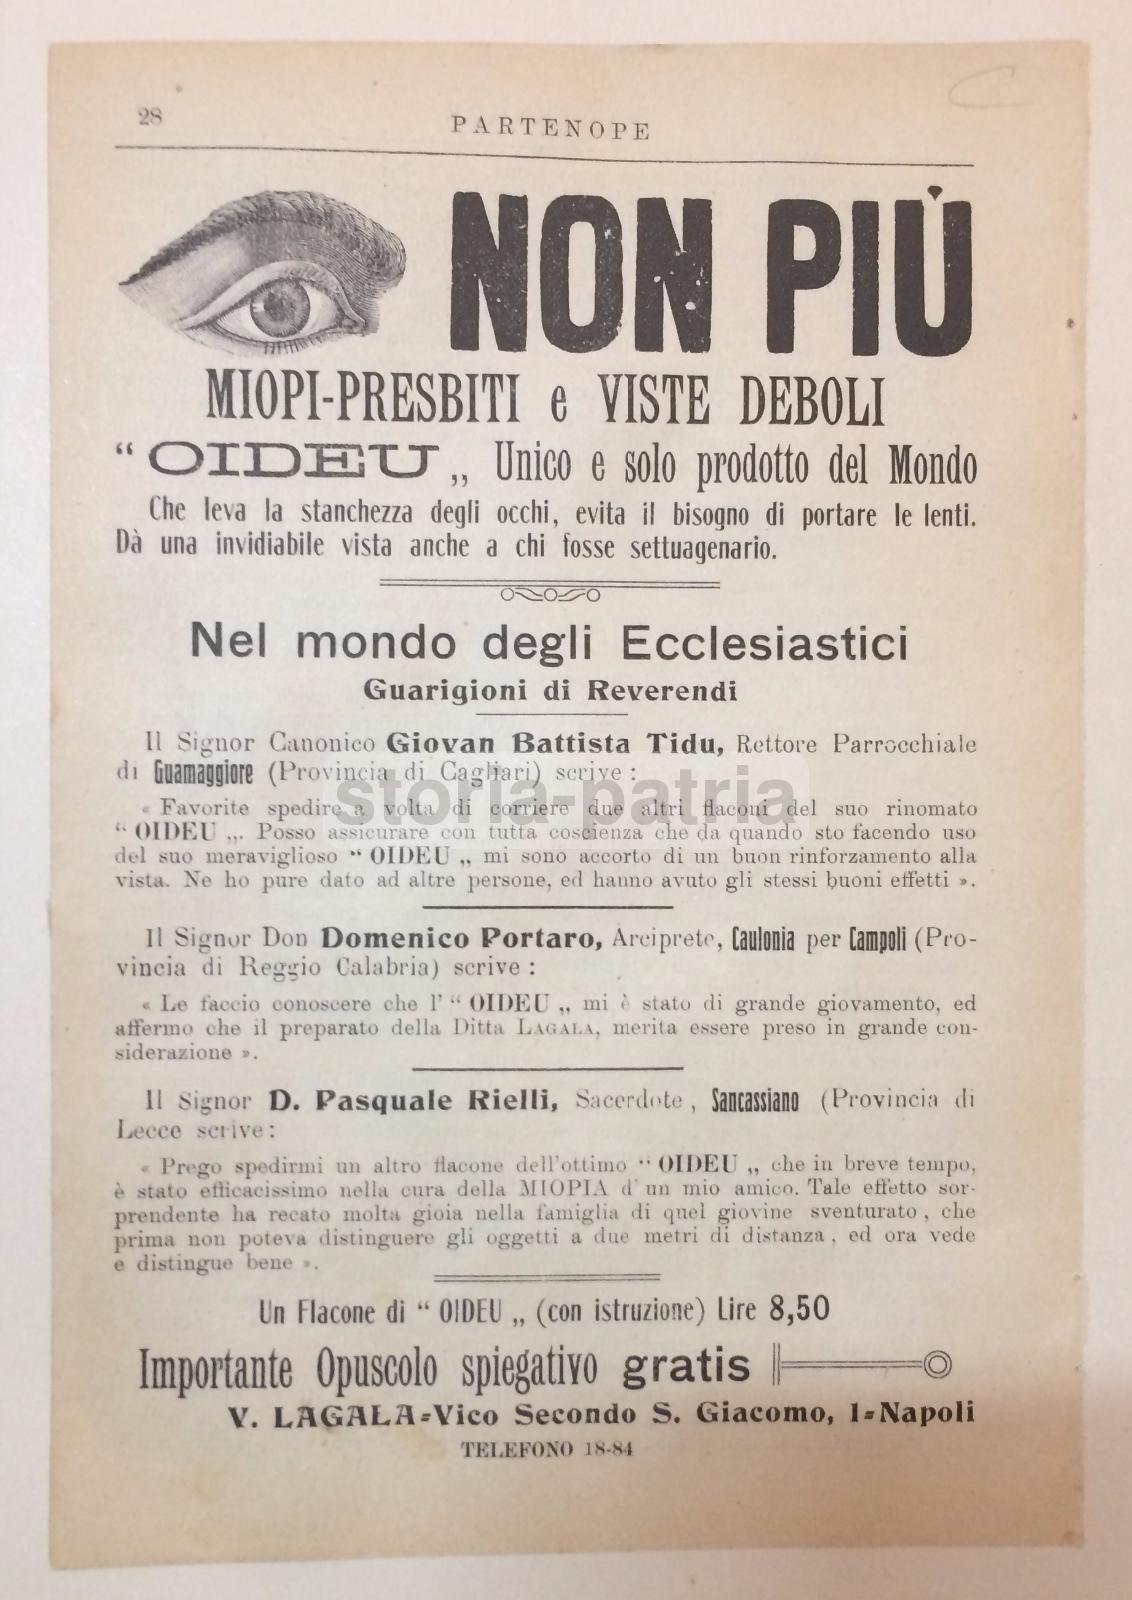 28
PARTENOPE
NON PIÙ
MIOPI-PRESBITI e VISTE DEBOLI
“ OIDEU „ Unico e solo prodotto del Mondo
Che leva la stanchezza degli occhi, evita il bisogno di portare le lenti.
Dà una invidiabile vista anche a chi fosse settuagenario.
Nel mondo degli Ecclesiastici
Guarigioni di Reverendi
Il Signor Canonico Giovan Battista Tidu, Rettore Parrocchiale
di Guamaggiore (Provincia di Cagliari) scrive :
storia-patria
« Favorite spedire a volta di corriere due altri flaconi del suo rinomato
“ OIDEU „. Posso assicurare con tutta coscienza che da quando sto facendo uso
del suo meraviglioso “ OIDEU „ mi sono accorto di un buon rinforzamento alla
vista. Ne ho pure dato ad altre persone, ed hanno avuto gli stessi buoni effetti ».
Il Signor Don Domenico Portaro, Arciprete, Caulonia per Campoli (Pro-
vincia di Reggio Calabria) scrive :
« Le faccio conoscere che l' “ OIDEU „ mi è stato di grande giovamento, ed
affermo che il preparato della Ditta LAGALA, merita essere preso in grande con-
siderazione ».
Il Signor D. Pasquale Rielli, Sacerdote, Sancassiano (Provincia di
Lecce scrive :
« Prego spedirmi un altro flacone dell'ottimo “ OIDEU „ che in breve tempo,
è stato efficacissimo nella cura della MIOPIA d' un mio amico. Tale effetto sor-
prendente ha recato molta gioia nella famiglia di quel giovine sventurato, che
prima non poteva distinguere gli oggetti a due metri di distanza, ed ora vede
e distingue bene ».
Un Flacone di “ OIDEU „ (con istruzione) Lire 8,50
Importante Opuscolo spiegativo gratis
V. LAGALA-Vico Secondo S. Giacomo, 1-Napoli
TELEFONO 18-84